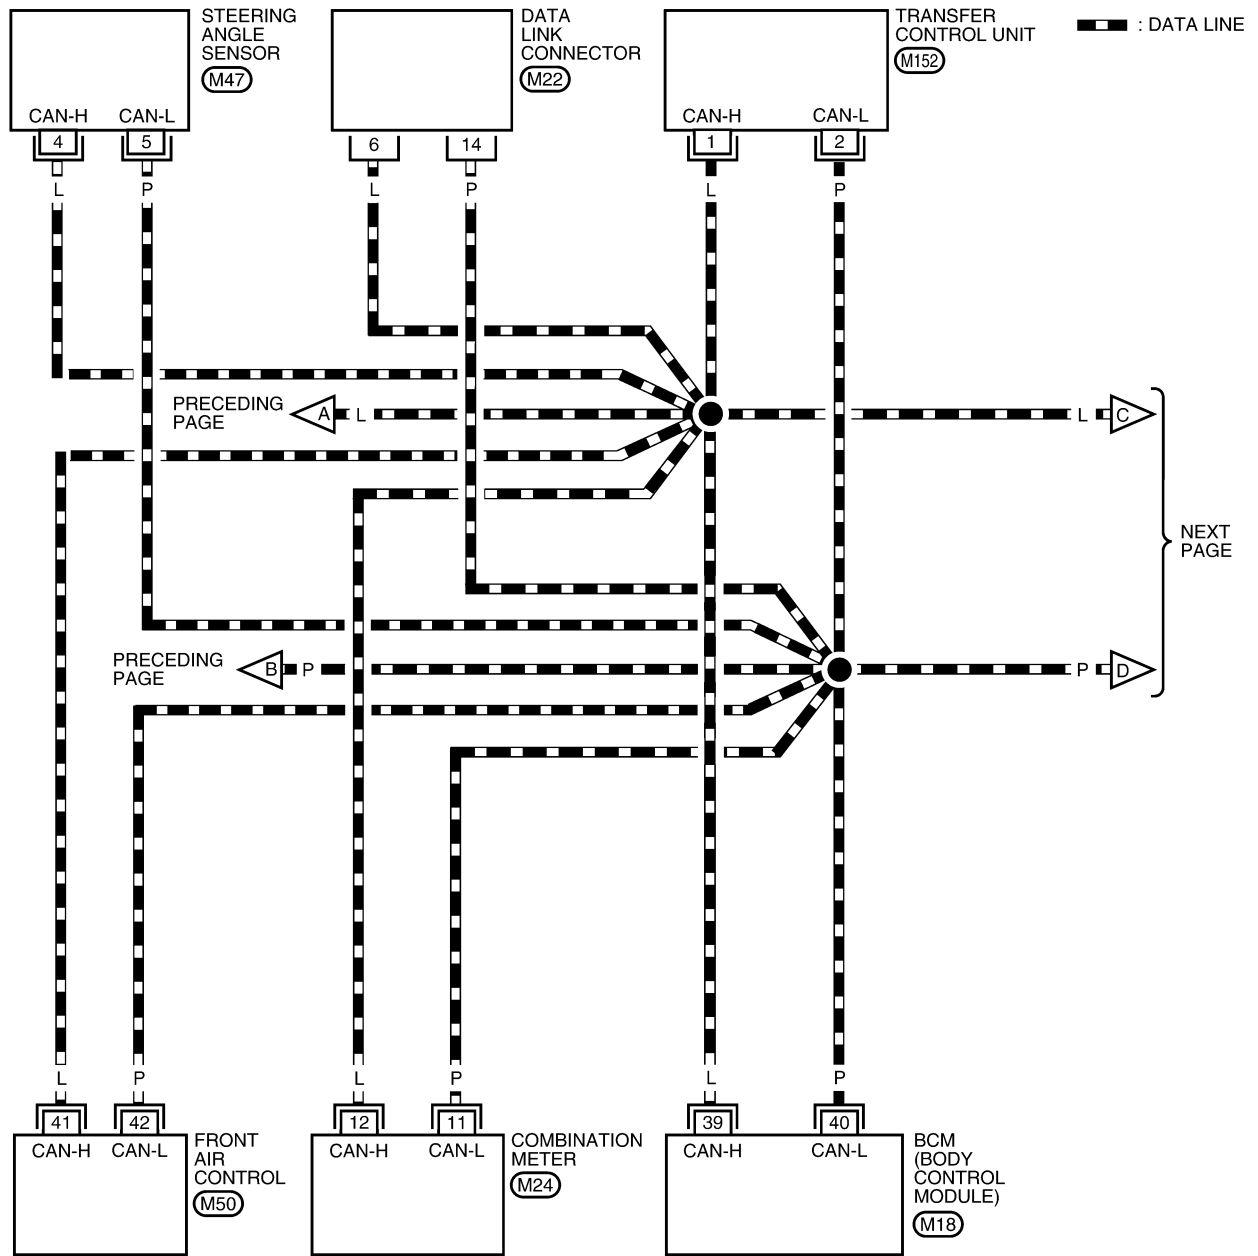 STEERING
ANGLE
SENSOR
M47
DATA
LINK
CONNECTOR
M22
TRANSFER
CONTROL UNIT
M152
: DATA LINE
CAN-H CAN-L
CAN-H CAN-L
4 5 6 14 1 2
L P L P L P
PRECEDING
PAGE
A L
L C
NEXT
PAGE
PRECEDING
PAGE
B P
P D
L P L P L P
41 42 12 11 39 40
CAN-H CAN-L
CAN-H CAN-L
CAN-H CAN-L
FRONT
AIR
CONTROL
M50
COMBINATION
METER
M24
BCM
(BODY
CONTROL
MODULE)
M18